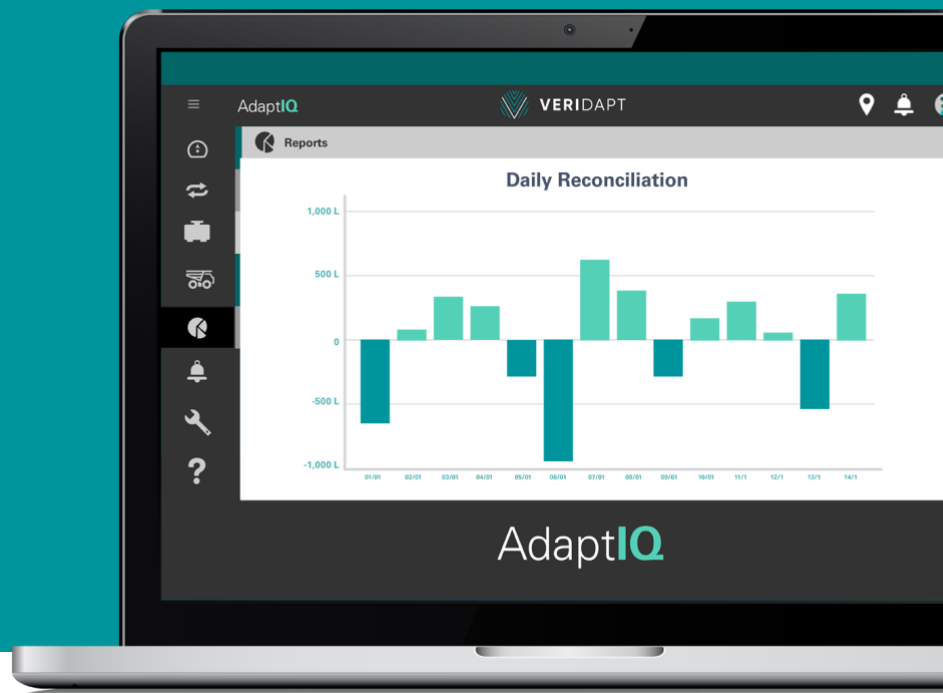 AdaptIQ
VERIDAPT
Reports
Daily Reconciliation
1,000 L
500 L
0
-500 L
-1,000 L
01/01 02/01 03/01 04/01 05/01 06/01 07/01 08/01 09/01 10/01 11/1 12/1 13/1 14/1
?
AdaptIQ